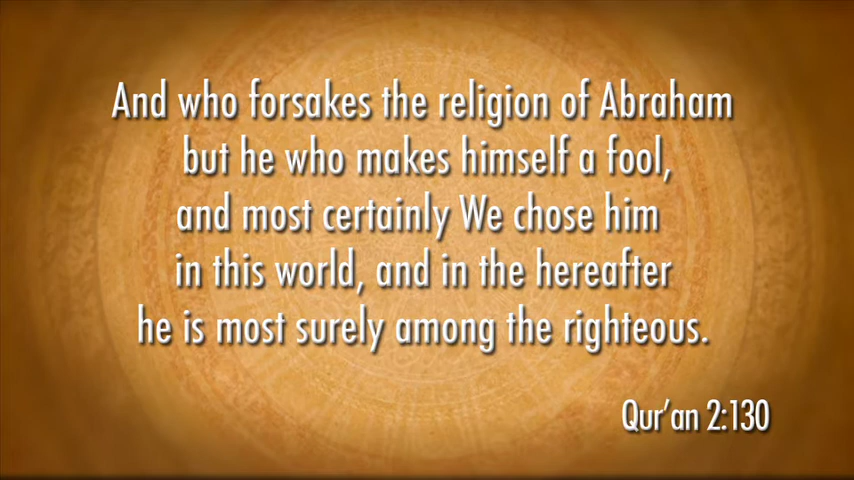 And who forsakes the religion of Abraham
but he who makes himself a fool,
and most certainly We chose him
in this world, and in the hereafter
he is most surely among the righteous.
Qur'an 2:130